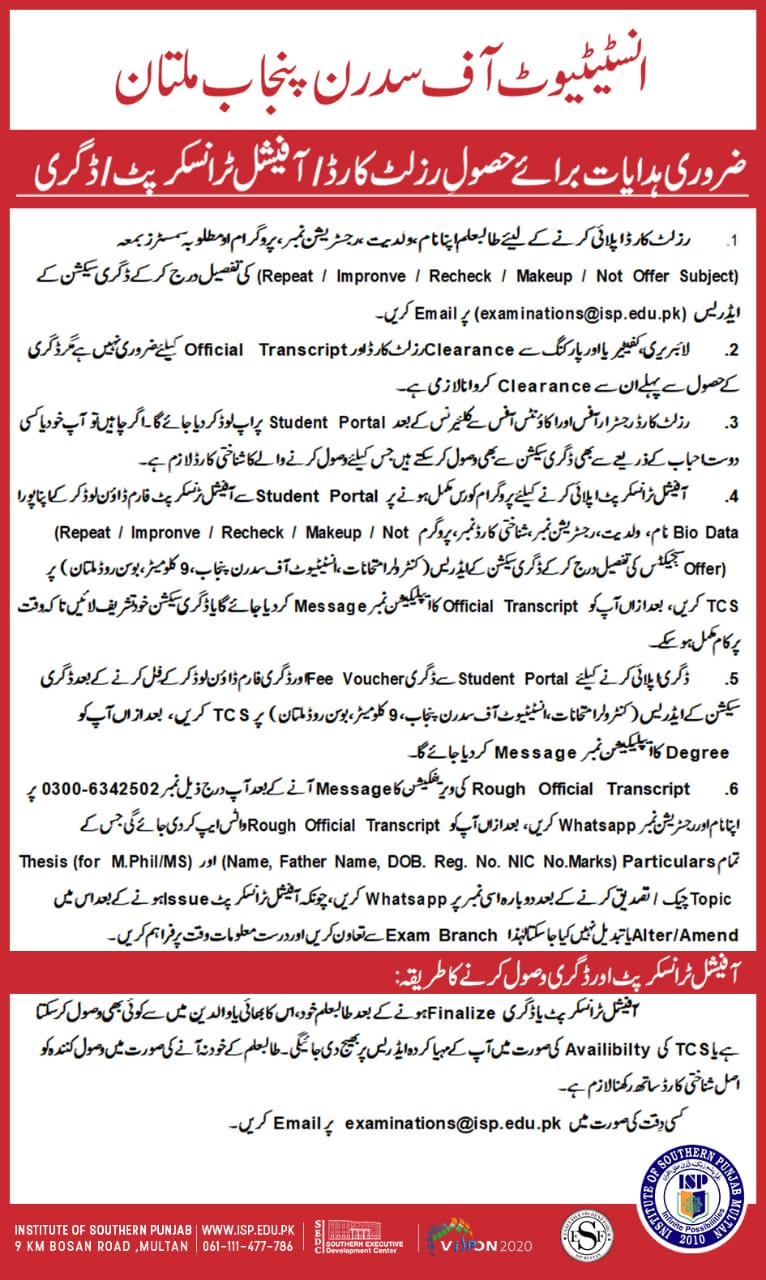 انسٹیٹیوٹ آف سدرن پنجاب ملتان
ضروری ہدایات برائے حصولِ رزلٹ کارڈ/ آفیشل ٹرانسکرپٹ/ ڈگری
1. رزلٹ کارڈ اپلائی کرنے کے لیئے طالبعلم اپنا نام، ولدیت، رجسٹریشن نمبر، پروگرام او مطلوبہ سمسٹرز بمعہ
(Repeat / Impronve / Recheck / Makeup / Not Offer Subject) کی تفصیل درج کرکے ڈگری سیکشن کے
ایڈریس (examinations@isp.edu.pk) پر Email کریں۔
2. لائبریری، کیفٹیریا اور پارکنگ سے Clearance رزلٹ کارڈ اور Official Transcript کیلئے ضروری نہیں ہے مگر ڈگری
کے حصول سے پہلے ان سے Clearance کروانا لازمی ہے۔
3. رزلٹ کارڈ رجسٹرار آفس اور اکاؤنٹس آفس سے کلئیرنس کے بعد Student Portal پر اپ لوڈ کر دیا جائے گا۔ اگر چاہیں تو آپ خود یا کسی
دوست احباب کے ذریعے سے بھی ڈگری سیکشن سے بھی وصول کر سکتے ہیں جس کیلئے وصول کرنے والے کا شناختی کارڈ لازم ہے۔
4. آفیشل ٹرانسکرپٹ اپلائی کرنے کیلئے پروگرام کورس مکمل ہونے پر Student Portal سے آفیشل ٹرنسکرپٹ فارم ڈاؤن لوڈ کر کے اپنا پورا
Bio Data نام، ولدیت، رجسٹریشن نمبر، شناختی کارڈ نمبر، پروگرم (Repeat / Impronve / Recheck / Makeup / Not
Offer) سبجیکٹس کی تفصیل درج کرکے ڈگری سیکشن کے ایڈریس (کنٹرولر امتحانات، انسٹیٹیوٹ آف سدرن پنجاب، 9 کلومیٹر، بوسن روڈ ملتان) پر
TCS کریں، بعد ازاں آپ کو Official Transcript کا ایپلیکیشن نمبر Message کر دیا جائے گا یا ڈگری سیکشن خود تشریف لائیں تاکہ وقت
پر کام مکمل ہو سکے۔
5. ڈگری اپلائی کرنے کیلئے Student Portal سے ڈگری Fee Voucher اور ڈگری فارم ڈاؤن لوڈ کر کے فِل کرنے کے بعد ڈگری
سیکشن کے ایڈریس (کنٹرولر امتحانات، انسٹیٹیوٹ آف سدرن پنجاب، 9 کلومیٹر، بوسن روڈ ملتان) پر TCS کریں، بعد ازاں آپ کو
Degree کا ایپلیکیشن نمبر Message کر دیا جائے گا۔
6. Rough Official Transcript کی ویریفکیشن کا Message آنے کے بعد آپ درج ذیل نمبر 0300-6342502 پر
اپنا نام اور رجسٹریشن نمبر Whatsapp کریں، بعد ازاں آپ کو Rough Official Transcript واٹس ایپ کر دی جائے گی جس کے
تمام Particulars (Name, Father Name, DOB. Reg. No. NIC No.Marks) اور Thesis (for M.Phil/MS)
Topic چیک / تصدیق کرنے کے بعد دوبارہ اسی نمبر پر Whatsapp کریں، چونکہ آفیشل ٹرانسکرپٹ Issue ہونے کے بعد اس میں
Alter/Amend یا تبدیل نہیں کیا جا سکتا لہٰذا Exam Branch سے تعاون کریں اور درست معلومات وقت پر فراہم کریں۔
آفیشل ٹرانسکرپٹ اور ڈگری وصول کرنے کا طریقہ:
آفیشل ٹرانسکرپٹ یا ڈگری Finalize ہونے کے بعد طالبعلم خود، اس کا بھائی یا والدین میں سے کوئی بھی وصول کر سکتا
ہے یا TCS کی Availibilty کی صورت میں آپ کے مہیا کردہ ایڈریس پر بھیج دی جائیگی۔ طالبعلم کے خود نہ آنے کی صورت میں وصول کنندہ کو
اصل شناختی کارڈ ساتھ رکھنا لازم ہے۔
کسی دِقت کی صورت میں examinations@isp.edu.pk پر Email کریں۔
INSTITUTE OF SOUTHERN PUNJAB MULTAN
ISP
Infinite Possibilities
2010
INSTITUTE OF SOUTHERN PUNJAB | WWW.ISP.EDU.PK
9 KM BOSAN ROAD ,MULTAN | 061-111-477-786
SEDC
SOUTHERN EXECUTIVE
Development Center
ViSION 2020
SF